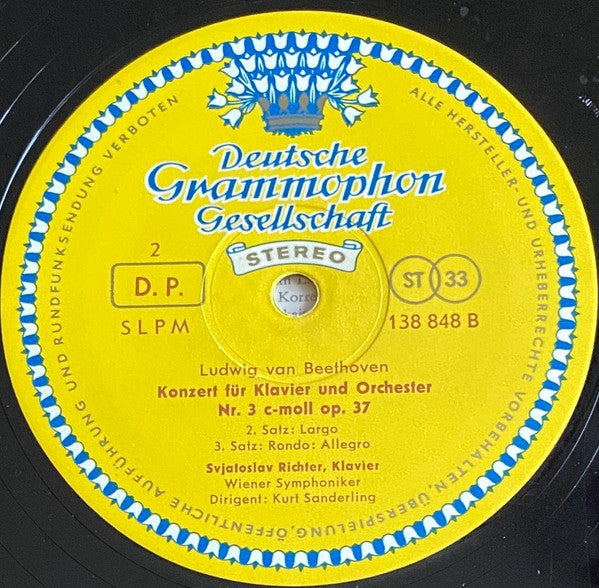 Deutsche
Grammophon
Gesellschaft
STEREO
2
D. P.
SLPM
ST 33
138 848 B
Ludwig van Beethoven
Konzert für Klavier und Orchester
Nr. 3 c-moll op. 37
2. Satz: Largo
3. Satz: Rondo: Allegro
Svjatoslav Richter, Klavier
Wiener Symphoniker
Dirigent: Kurt Sanderling
ALLE HERSTELLER- UND URHEBERRECHTE VORBEHALTEN, ÜBERSPIELUNG, ÖFFENTLICHE AUFFÜHRUNG UND RUNDFUNKSENDUNG VERBOTEN
Korre